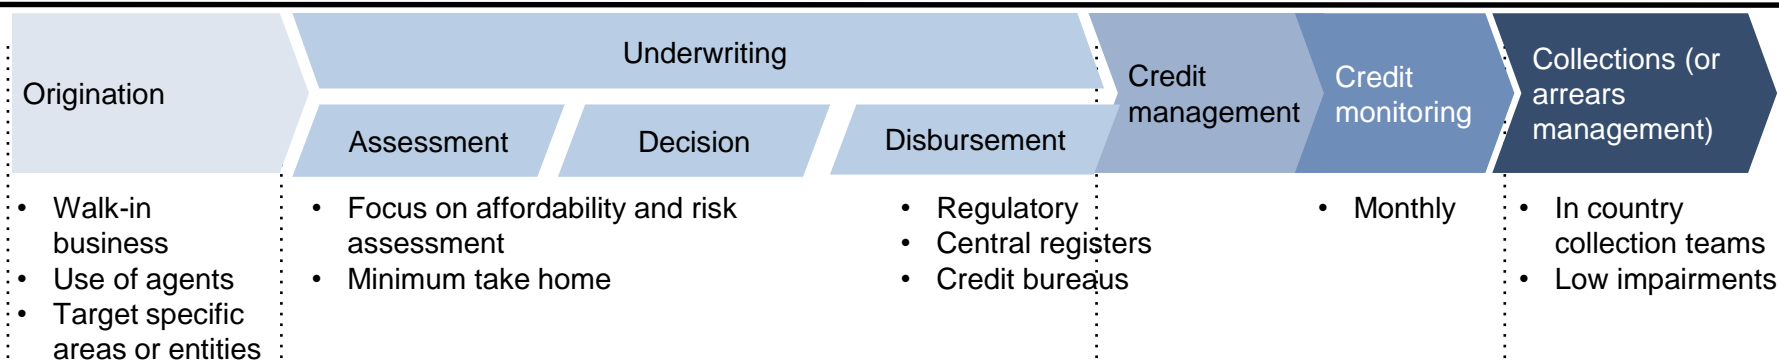 Origination
Underwriting
Assessment
Decision
Disbursement
Credit
management
Credit
monitoring
Collections (or
arrears
management)
• Walk-in
business
• Use of agents
• Target specific
areas or entities
• Focus on affordability and risk
assessment
• Minimum take home
• Regulatory
• Central registers
• Credit bureaus
• Monthly
• In country
collection teams
• Low impairments